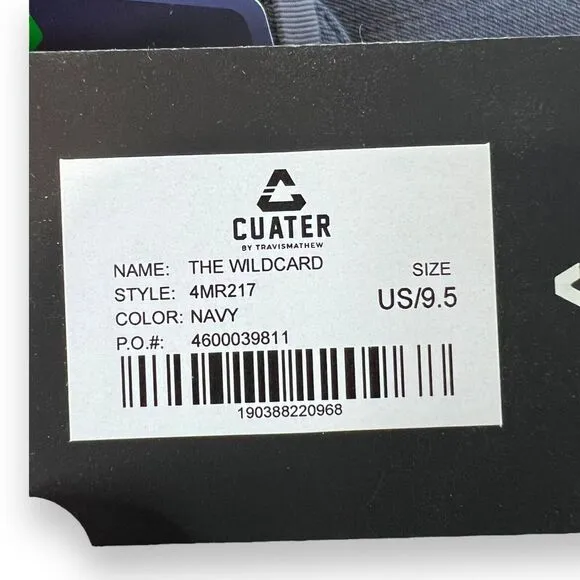 CUATER
BY TRAVISMATHEW
NAME: THE WILDCARD
STYLE: 4MR217
COLOR: NAVY
P.O.#: 4600039811
SIZE
US/9.5
190388220968